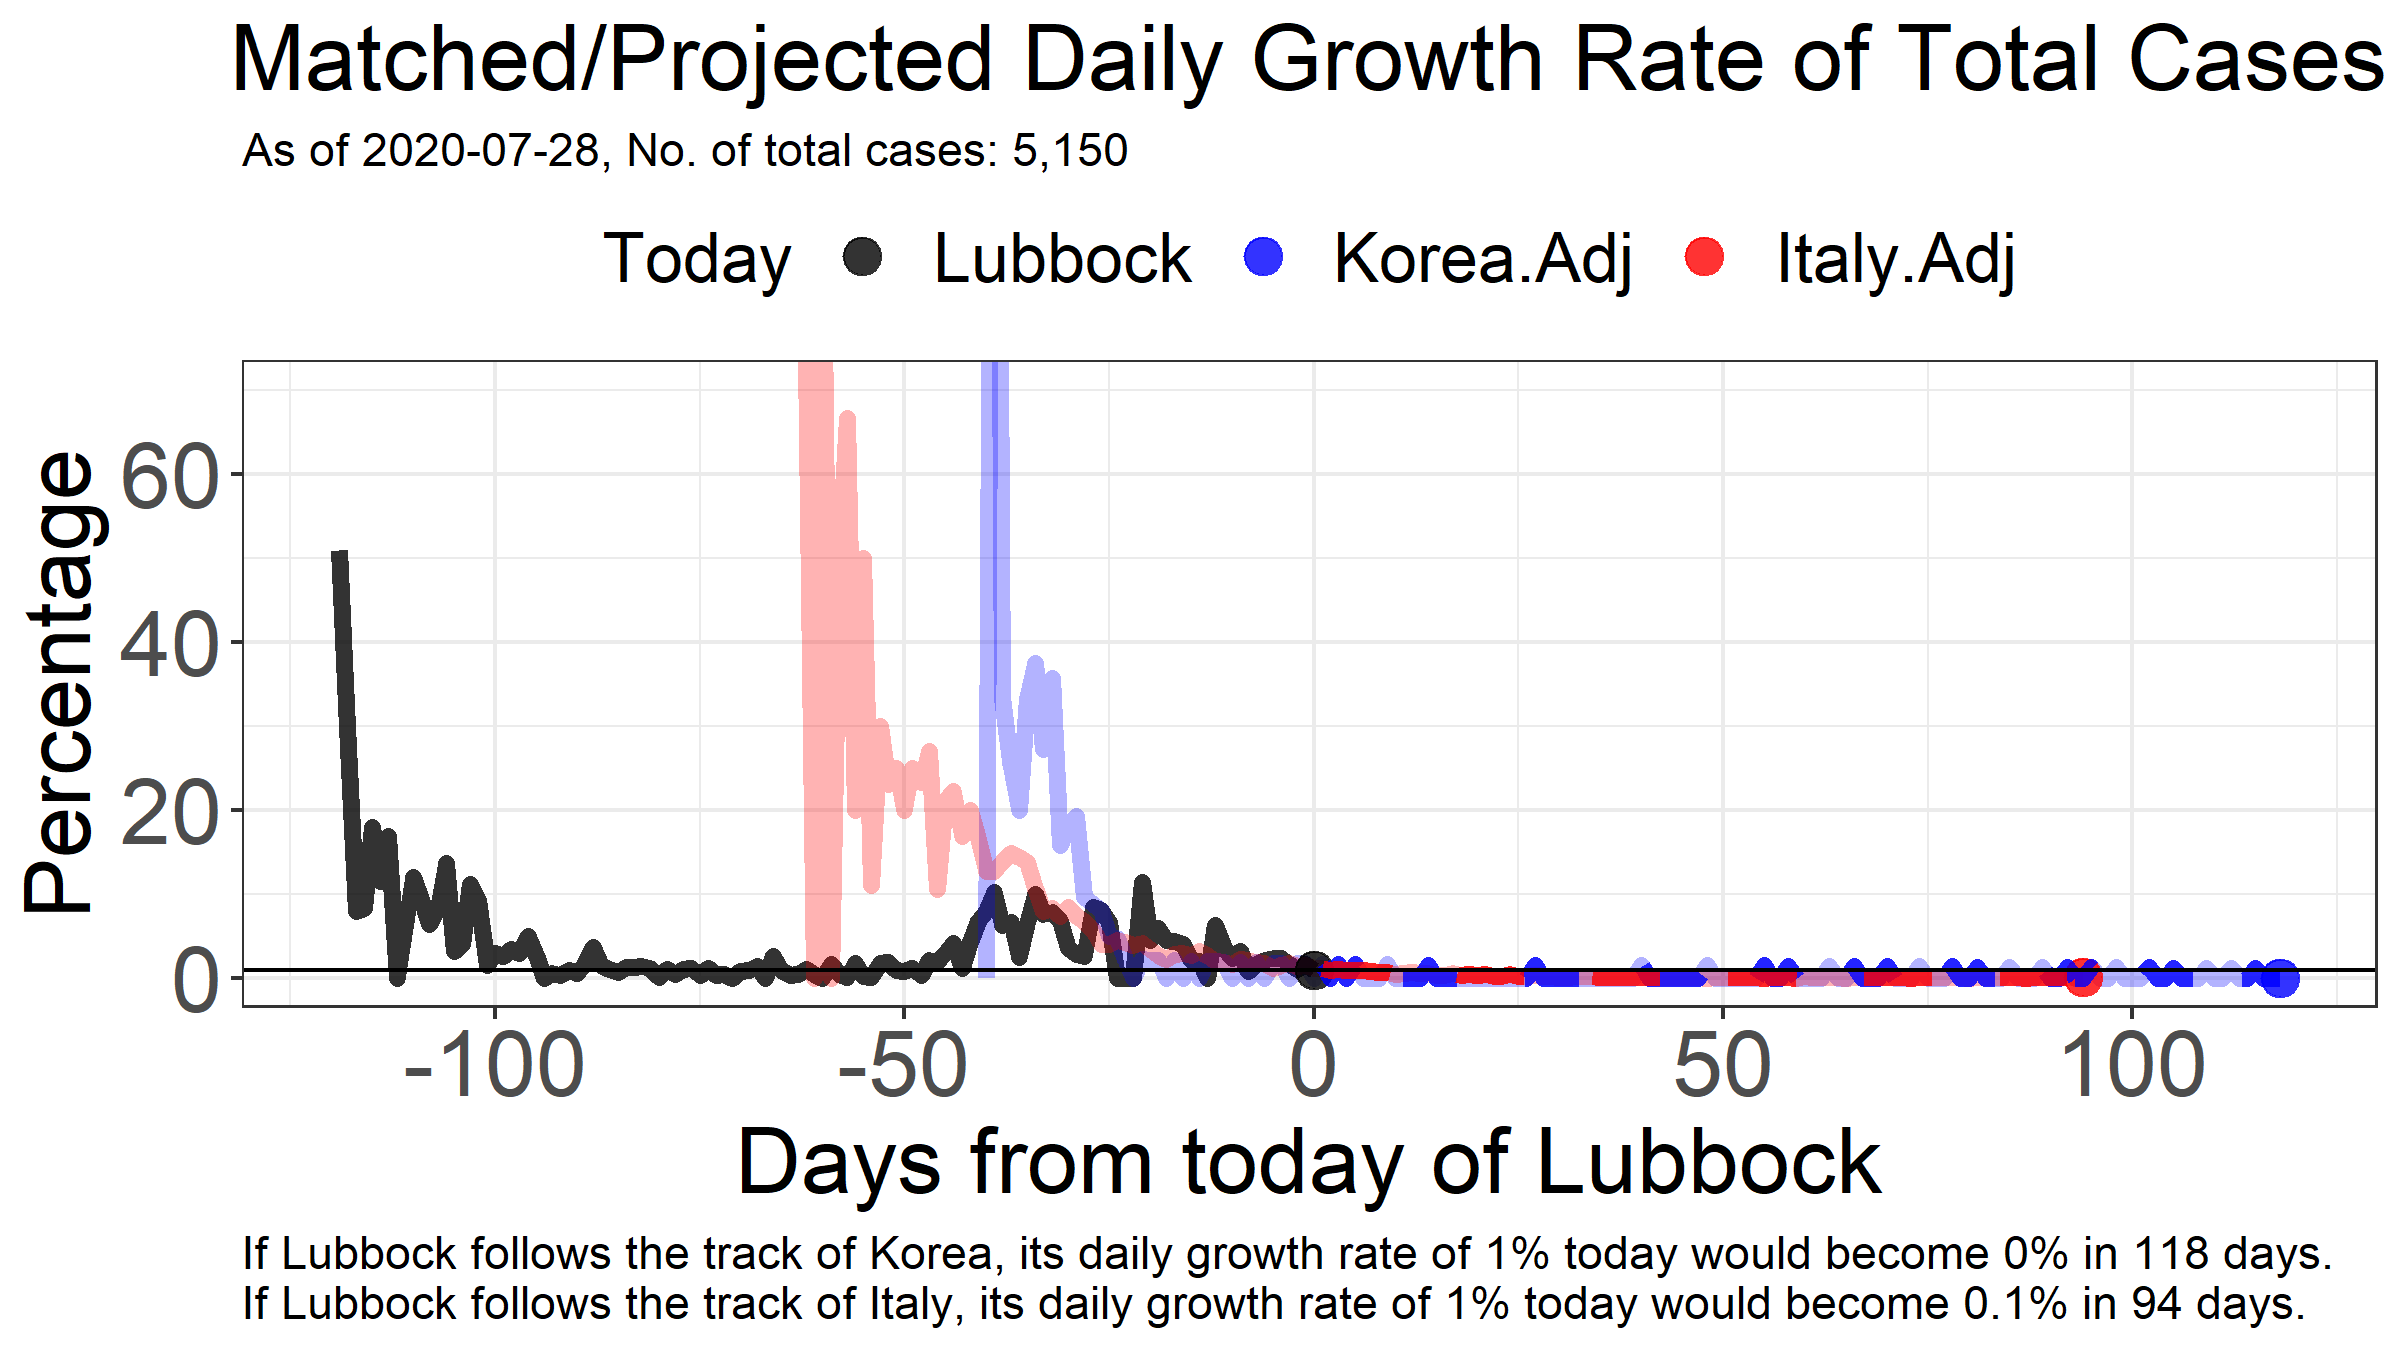 Matched/Projected Daily Growth Rate of Total Cases
As of 2020-07-28, No. of total cases: 5,150
Today Lubbock Korea.Adj Italy.Adj
Percentage
60
40
20
0
-100 -50 0 50 100
Days from today of Lubbock
If Lubbock follows the track of Korea, its daily growth rate of 1% today would become 0% in 118 days.
If Lubbock follows the track of Italy, its daily growth rate of 1% today would become 0.1% in 94 days.